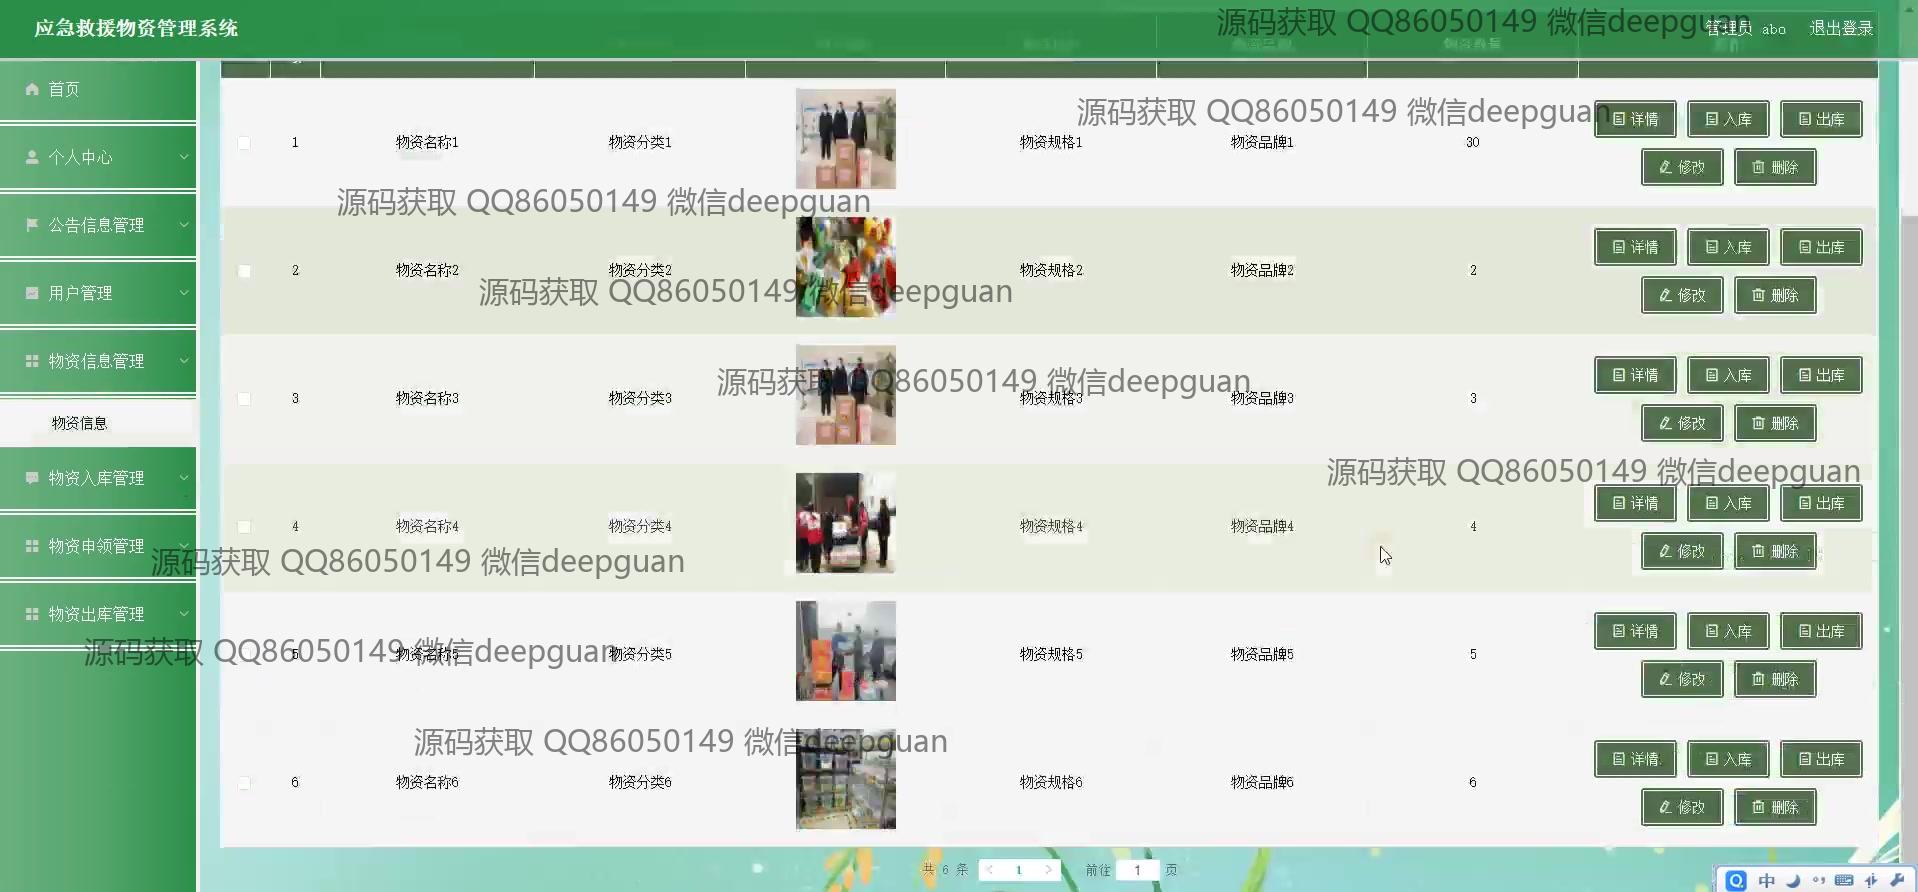 应急救援物资管理系统
源码获取 QQ86050149 微信deepguan
管理员 abo
退出登录
首页
个人中心
公告信息管理
用户管理
物资信息管理
物资信息
物资入库管理
物资申领管理
物资出库管理
源码获取 QQ86050149 微信deepguan
1 物资名称1 物资分类1 物资规格1 物资品牌1 30 详情 入库 出库
修改 删除
源码获取 QQ86050149 微信deepguan
2 物资名称2 物资分类2 物资规格2 物资品牌2 2 详情 入库 出库
源码获取 QQ86050149 微信deepguan
修改 删除
源码获取 QQ86050149 微信deepguan
3 物资名称3 物资分类3 物资规格3 物资品牌3 3 详情 入库 出库
修改 删除
源码获取 QQ86050149 微信deepguan
4 物资名称4 物资分类4 物资规格4 物资品牌4 4 详情 入库 出库
修改 删除
源码获取 QQ86050149 微信deepguan
5 物资名称5 物资分类5 物资规格5 物资品牌5 5 详情 入库 出库
修改 删除
源码获取 QQ86050149 微信deepguan
源码获取 QQ86050149 微信deepguan
6 物资名称6 物资分类6 物资规格6 物资品牌6 6 详情 入库 出库
修改 删除
共 6 条 1 前往 1 页
中